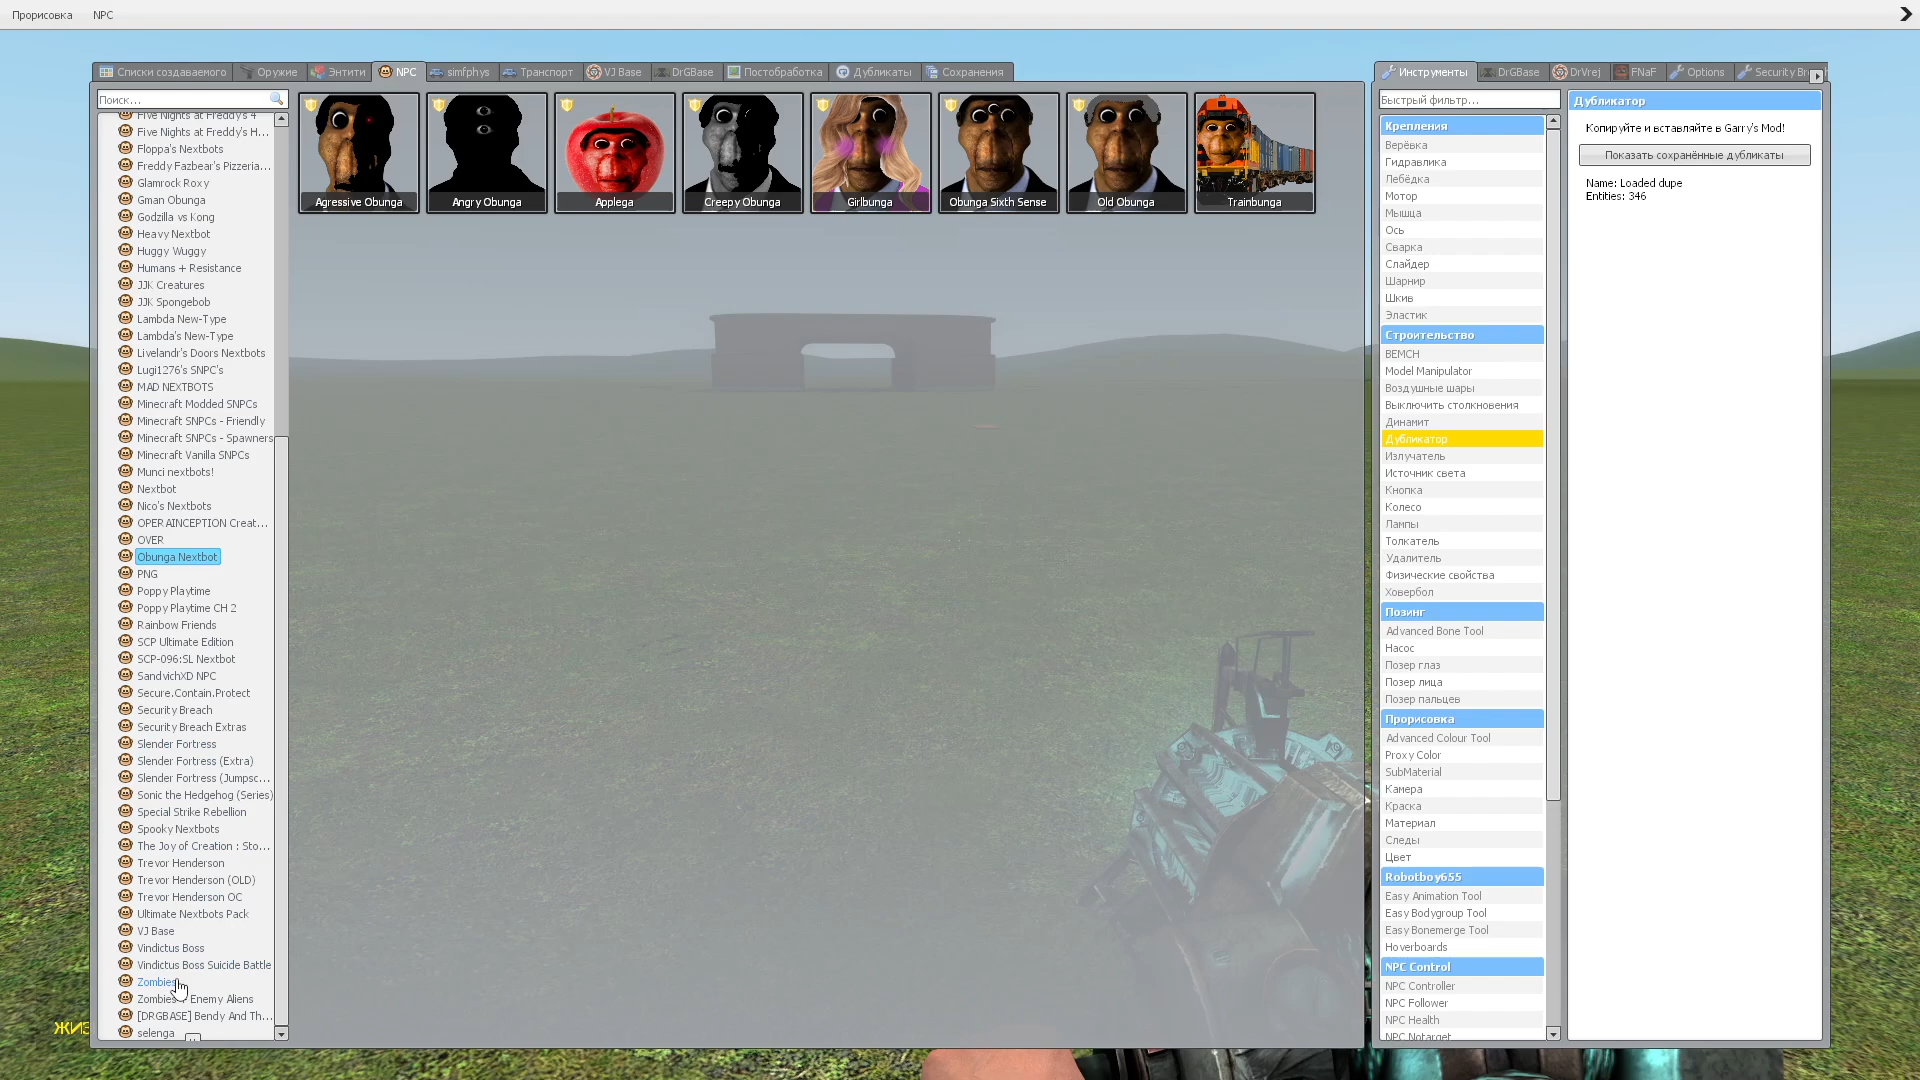 Прорисовка
NPC
Списки создаваемого
Оружие
Энтити
NPC
simfphys
Транспорт
VJ Base
DrGBase
Постобработка
Дубликаты
Сохранения
Поиск...
Five Nights at Freddy's 4
Five Nights at Freddy's H...
Floppa's Nextbots
Freddy Fazbear's Pizzeria...
Glamrock Roxy
Gman Obunga
Godzilla vs Kong
Heavy Nextbot
Huggy Wuggy
Humans + Resistance
JJK Creatures
JJK Spongebob
Lambda New-Type
Lambda's New-Type
Livelandr's Doors Nextbots
Lugi1276's SNPC's
MAD NEXTBOTS
Minecraft Modded SNPCs
Minecraft SNPCs - Friendly
Minecraft SNPCs - Spawners
Minecraft Vanilla SNPCs
Munci nextbots!
Nextbot
Nico's Nextbots
OPERAINCEPTION Creat...
OVER
Obunga Nextbot
PNG
Poppy Playtime
Poppy Playtime CH 2
Rainbow Friends
SCP Ultimate Edition
SCP-096:SL Nextbot
SandvichXD NPC
Secure.Contain.Protect
Security Breach
Security Breach Extras
Slender Fortress
Slender Fortress (Extra)
Slender Fortress (Jumpsc...
Sonic the Hedgehog (Series)
Special Strike Rebellion
Spooky Nextbots
The Joy of Creation : Sto...
Trevor Henderson
Trevor Henderson (OLD)
Trevor Henderson OC
Ultimate Nextbots Pack
VJ Base
Vindictus Boss
Vindictus Boss Suicide Battle
Zombies
Zombies + Enemy Aliens
[DRGBASE] Bendy And Th...
selenga
ЖИЗ
Agressive Obunga
Angry Obunga
Applega
Creepy Obunga
Girlbunga
Obunga Sixth Sense
Old Obunga
Trainbunga
Инструменты
DrGBase
DrVrej
FNaF
Options
Security Br
Быстрый фильтр...
Крепления
Верёвка
Гидравлика
Лебёдка
Мотор
Мышца
Ось
Сварка
Слайдер
Шарнир
Шкив
Эластик
Строительство
BEMCH
Model Manipulator
Воздушные шары
Выключить столкновения
Динамит
Дубликатор
Излучатель
Источник света
Кнопка
Колесо
Лампы
Толкатель
Удалитель
Физические свойства
Ховербол
Позинг
Advanced Bone Tool
Насос
Позер глаз
Позер лица
Позер пальцев
Прорисовка
Advanced Colour Tool
Proxy Color
SubMaterial
Камера
Краска
Материал
Следы
Цвет
Robotboy655
Easy Animation Tool
Easy Bodygroup Tool
Easy Bonemerge Tool
Hoverboards
NPC Control
NPC Controller
NPC Follower
NPC Health
NPC Notarget
Дубликатор
Копируйте и вставляйте в Garry's Mod!
Показать сохранённые дубликаты
Name: Loaded dupe
Entities: 346